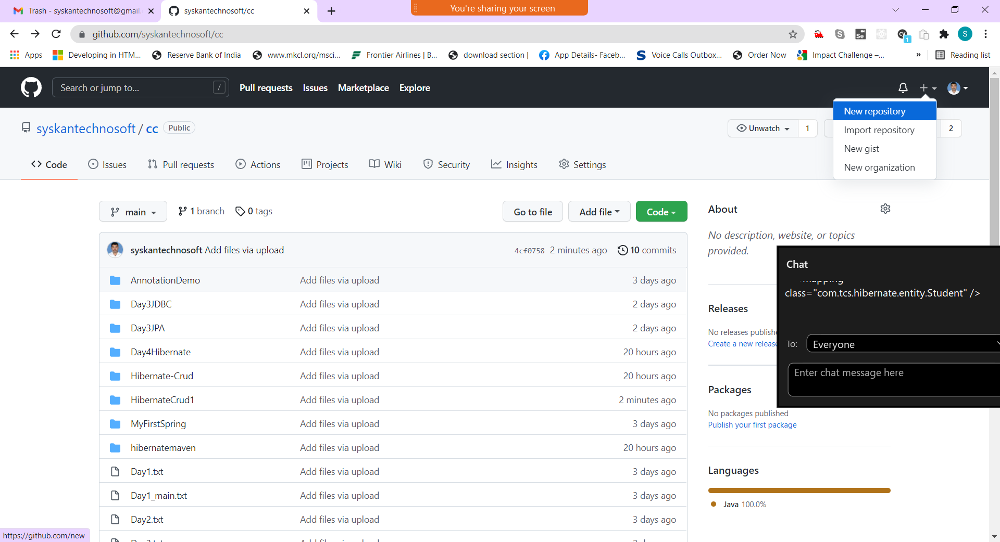 Trash - syskantechnosoft@gmail.
syskantechnosoft/cc
You're sharing your screen
github.com/syskantechnosoft/cc
Se
cy
1
S
Apps
Developing in HTM...
Reserve Bank of India
www.mkcl.org/msci...
Frontier Airlines | B...
download section |
App Details- Faceb...
S
Voice Calls Outbox...
Order Now
Impact Challenge –...
»
Reading list
Search or jump to...
/
Pull requests
Issues
Marketplace
Explore
New repository
Import repository
New gist
New organization
syskantechnosoft / cc
Public
Unwatch
1
2
Code
Issues
Pull requests
Actions
Projects
Wiki
Security
Insights
Settings
main
1 branch
0 tags
Go to file
Add file
Code
syskantechnosoft Add files via upload
4cf0758 2 minutes ago
10 commits
AnnotationDemo Add files via upload 3 days ago
Day3JDBC Add files via upload 2 days ago
Day3JPA Add files via upload 2 days ago
Day4Hibernate Add files via upload 20 hours ago
Hibernate-Crud Add files via upload 20 hours ago
HibernateCrud1 Add files via upload 2 minutes ago
MyFirstSpring Add files via upload 3 days ago
hibernatemaven Add files via upload 20 hours ago
Day1.txt Add files via upload 3 days ago
Day1_main.txt Add files via upload 3 days ago
Day2.txt Add files via upload 3 days ago
About
No description, website, or topics
provided.
Releases
No releases publish
Create a new release
Packages
No packages published
Publish your first package
Languages
Java 100.0%
Chat
class="com.tcs.hibernate.entity.Student" />
To:
Everyone
Enter chat message here
https://github.com/new